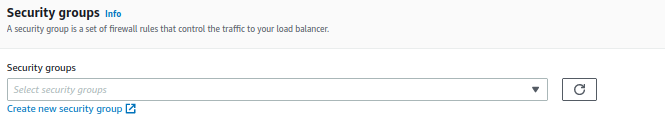 Security groups Info
A security group is a set of firewall rules that control the traffic to your load balancer.
Security groups
Select security groups
Create new security group